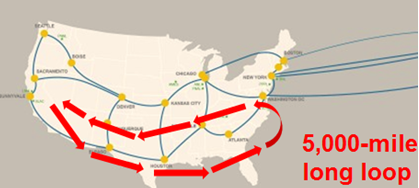 SEATTLE
BOISE
BOSTON
CHICAGO
NEW YORK
SACRAMENTO
SUNNYVALE
DENVER
KANSAS CITY
WASHINGTON DC
ATLANTA
HOUSTON
5,000-mile
long loop